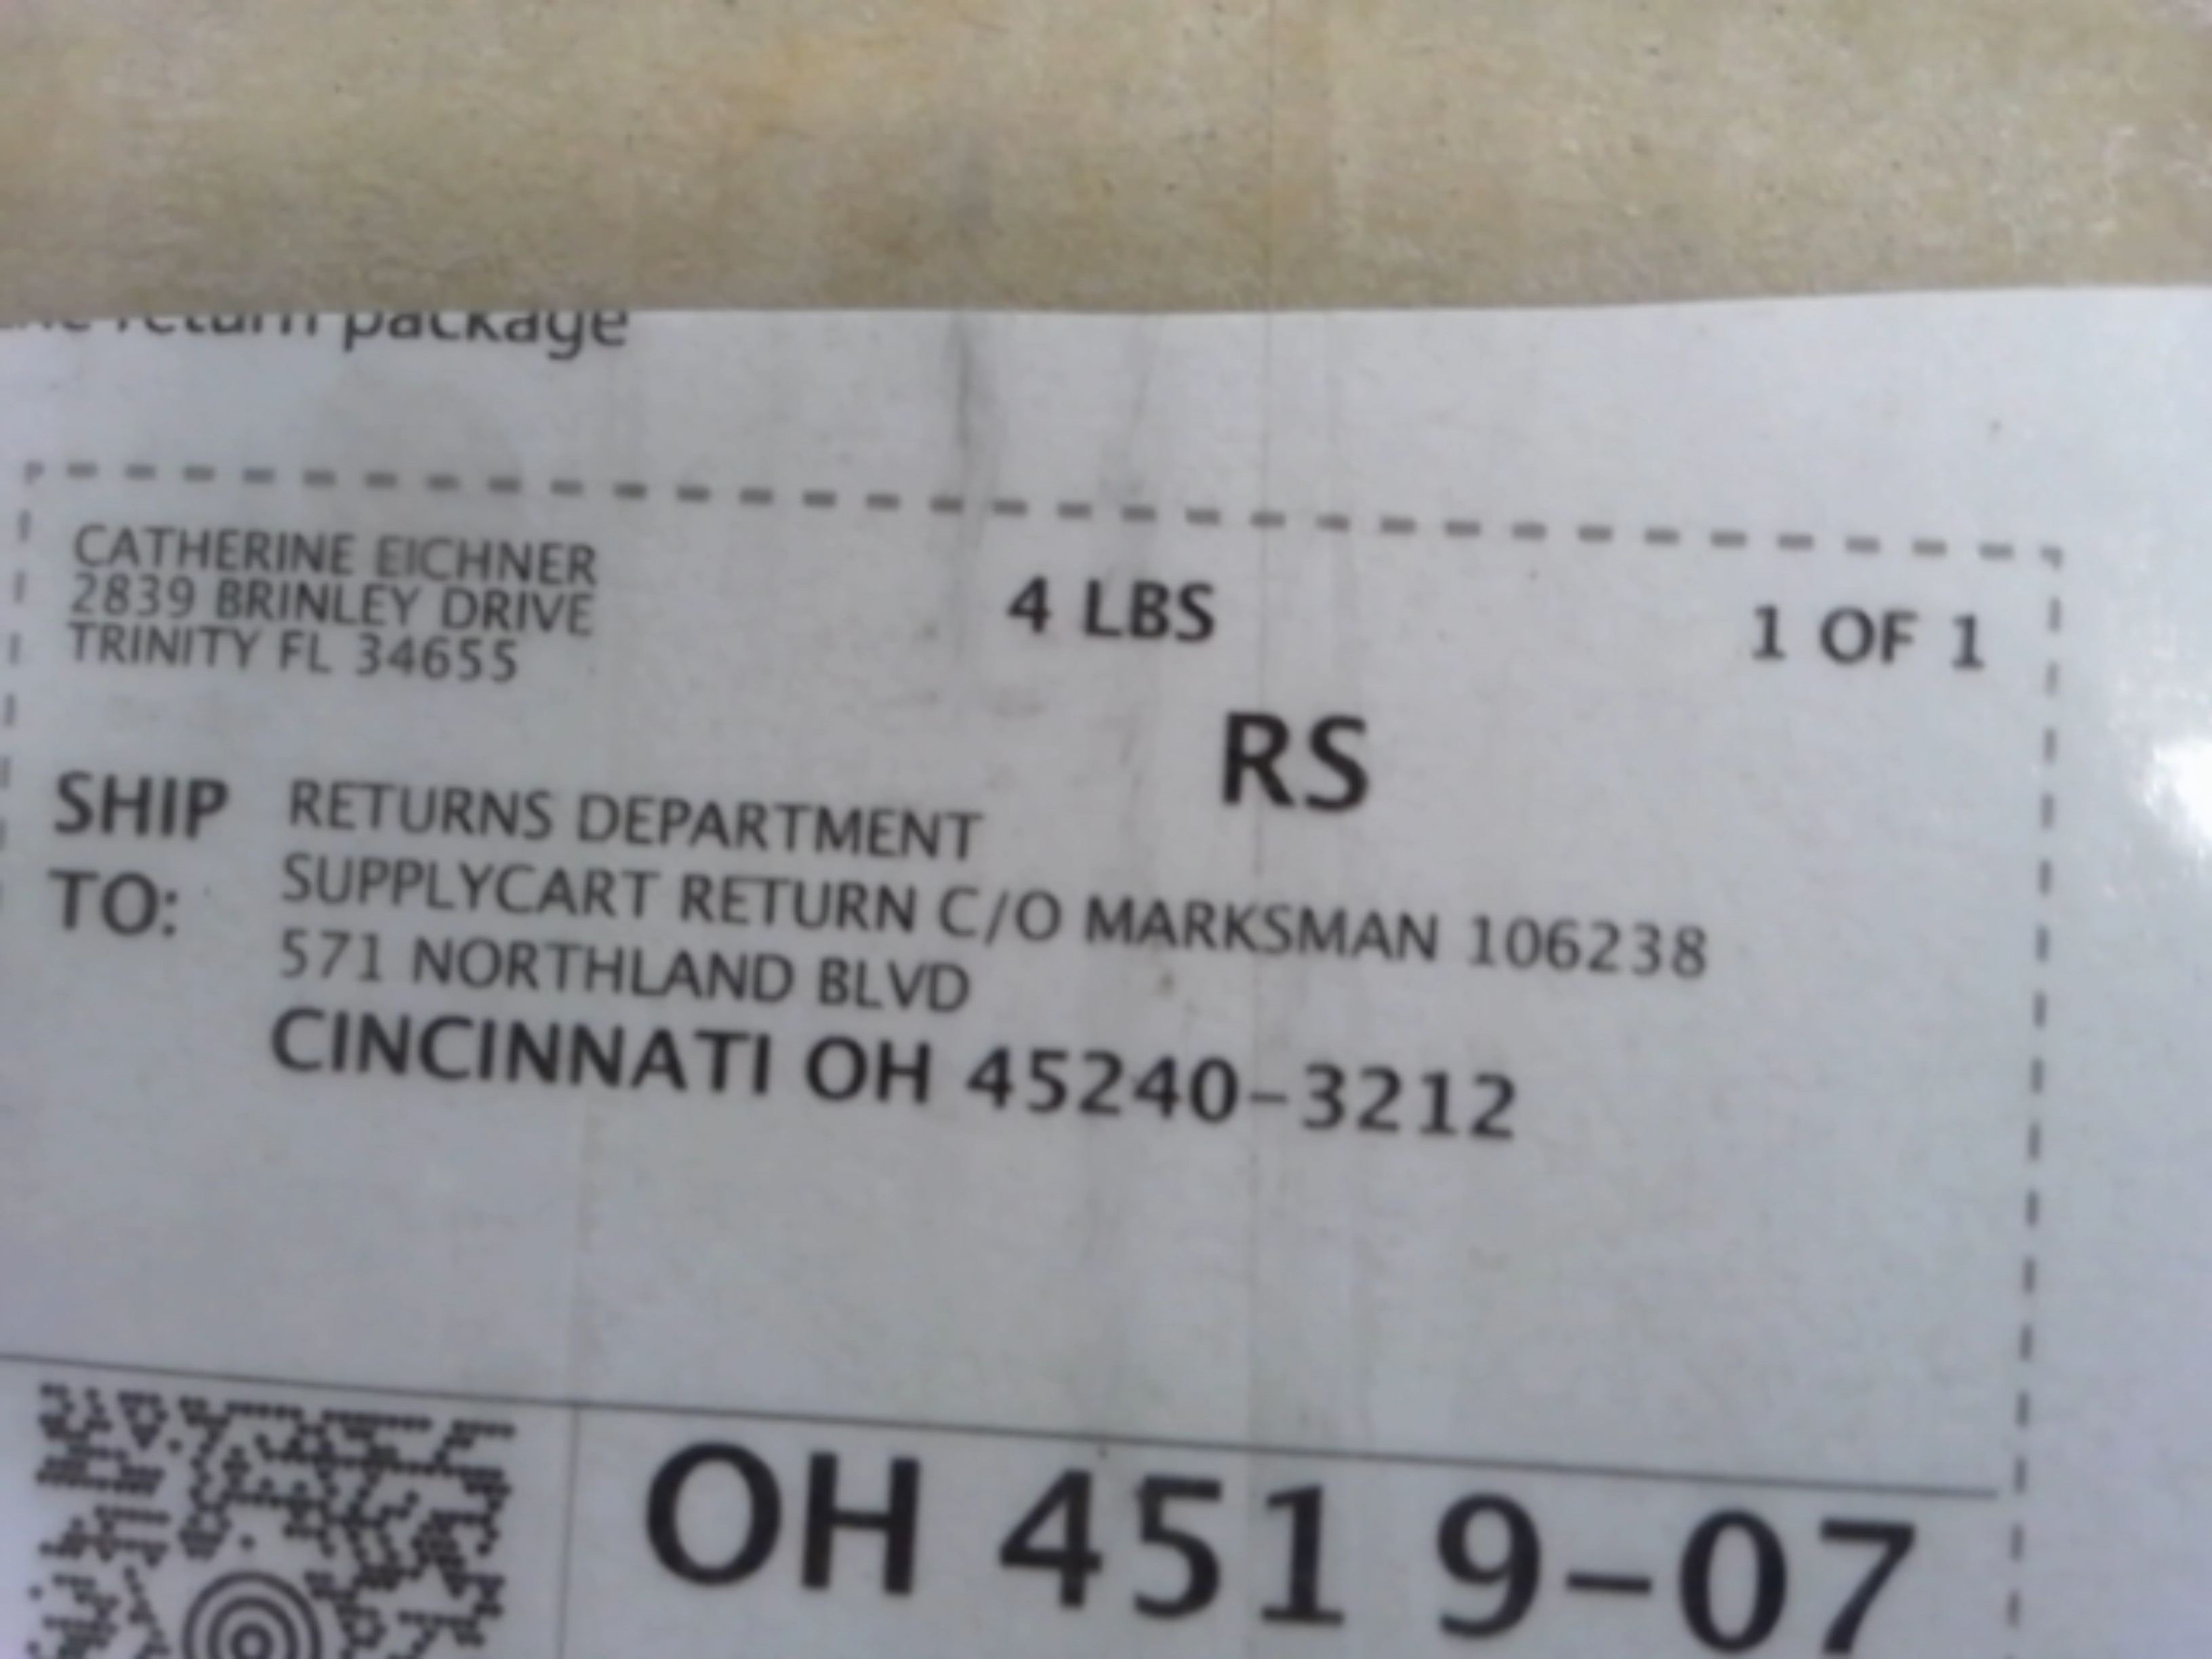 return package
CATHERINE EICHNER
2839 BRINLEY DRIVE
TRINITY FL 34655
4 LBS
1 OF 1
RS
SHIP TO:
RETURNS DEPARTMENT
SUPPLYCART RETURN C/O MARKSMAN 106238
571 NORTHLAND BLVD
CINCINNATI OH 45240-3212
OH 451 9-07